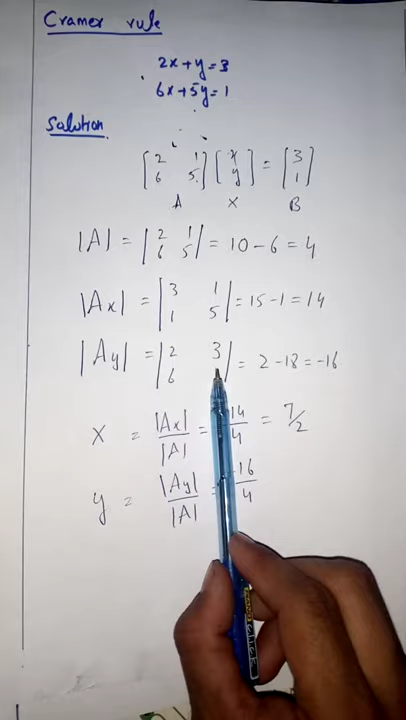 Cramer rule
2x+y=3
6x+5y=1
Solution
[2 1 6 5] [x y] = [3 1]
A X B
|A| = |2 1 6 5| = 10-6 = 4
|Ax| = |3 1 1 5| = 15-1 = 14
|Ay| = |2 3 6| = 2-18 = -16
x = |Ax|/|A| = 14/4 = 7/2
y = |Ay|/|A| = -16/4